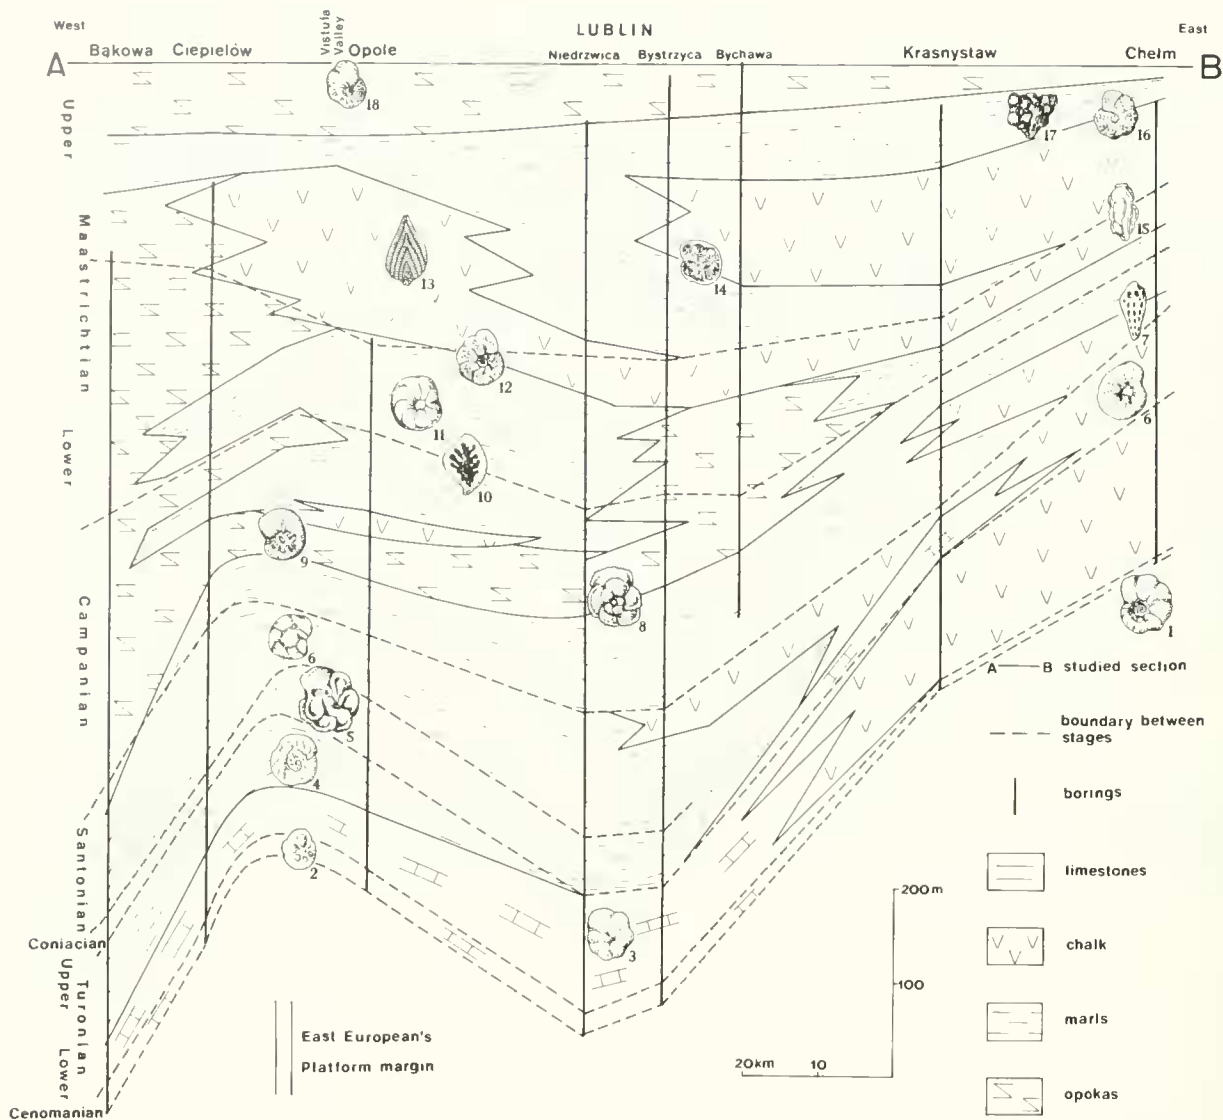 West
Vistula Valley
LUBLIN
East
Bąkowa Ciepielów Opole Niedrzwica Bystrzyca Bychawa Krasnystaw Chełm
A B
18
17 16
15
13
14
7
12
6
11
10
9
8
6
1
5
4
2
3
Upper
Maastrichtian
Lower
Campanian
Santonian
Coniacian
Upper
Turonian
Lower
Cenomanian
A B studied section
boundary between
stages
borings
limestones
chalk
marls
opokas
200m
100
20km 10
East European's
Platform margin